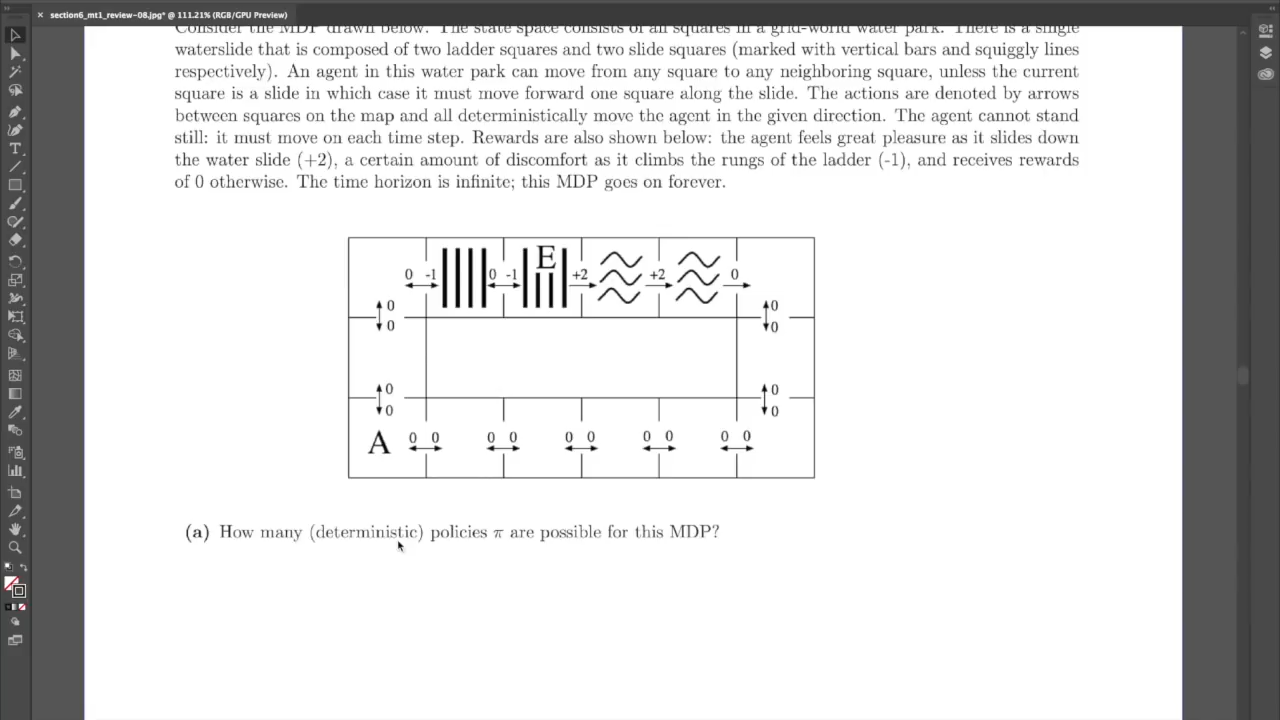 section6_mt1_review-08.jpg* @ 111.21% (RGB/GPU Preview)
Consider the MDP drawn below. The state space consists of all squares in a grid-world water park. There is a single
waterslide that is composed of two ladder squares and two slide squares (marked with vertical bars and squiggly lines
respectively). An agent in this water park can move from any square to any neighboring square, unless the current
square is a slide in which case it must move forward one square along the slide. The actions are denoted by arrows
between squares on the map and all deterministically move the agent in the given direction. The agent cannot stand
still: it must move on each time step. Rewards are also shown below: the agent feels great pleasure as it slides down
the water slide (+2), a certain amount of discomfort as it climbs the rungs of the ladder (-1), and receives rewards
of 0 otherwise. The time horizon is infinite; this MDP goes on forever.
E
0 -1 0 -1 +2 +2 0
0 0
0 0
0 0
0 0
A 0 0 0 0 0 0 0 0 0 0
(a) How many (deterministic) policies π are possible for this MDP?